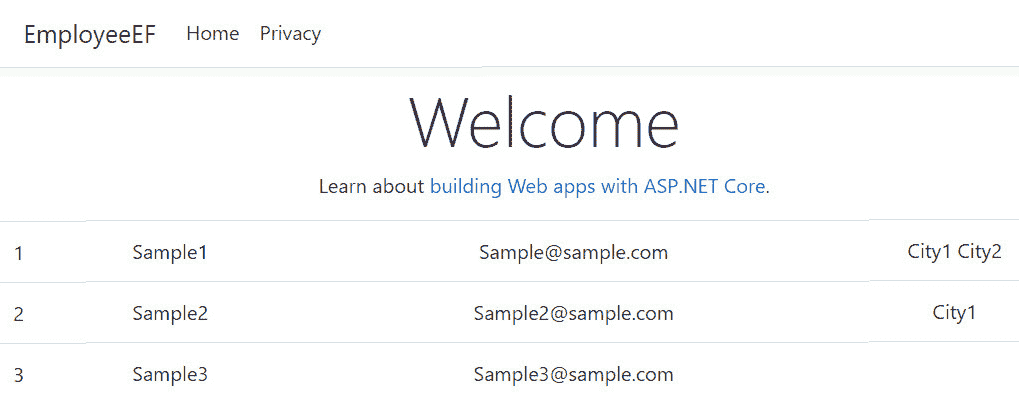 EmployeeEF Home Privacy
Welcome
Learn about building Web apps with ASP.NET Core.
1 Sample1 Sample@sample.com City1 City2
2 Sample2 Sample2@sample.com City1
3 Sample3 Sample3@sample.com